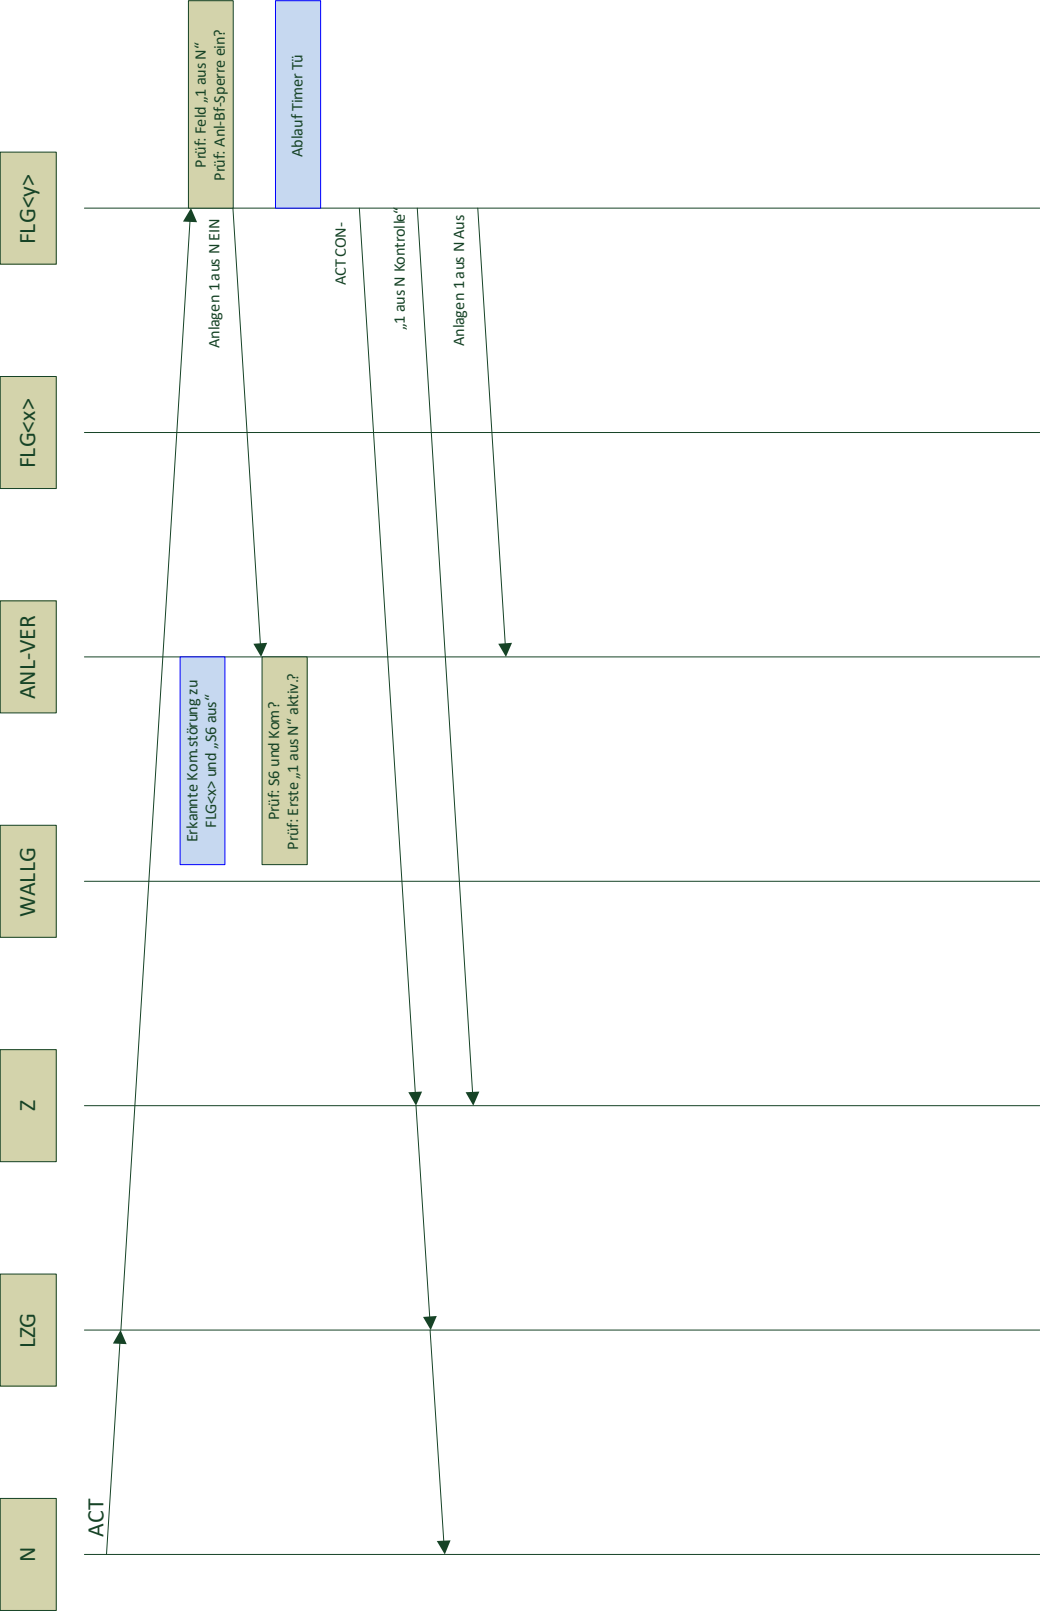 N
LZG
Z
WALLG
ANL-VER
FLG<x>
FLG<y>
ACT
Prüf: Feld „1 aus N“
Prüf: Anl-Bf-Sperre ein?
Erkannte Kom.störung zu
FLG<x> und „S6 aus“
Anlagen 1 aus N EIN
Prüf: S6 und Kom?
Prüf: Erste „1 aus N“ aktiv.?
Ablauf Timer Tü
ACT CON-
„1 aus N Kontrolle“
Anlagen 1 aus N Aus